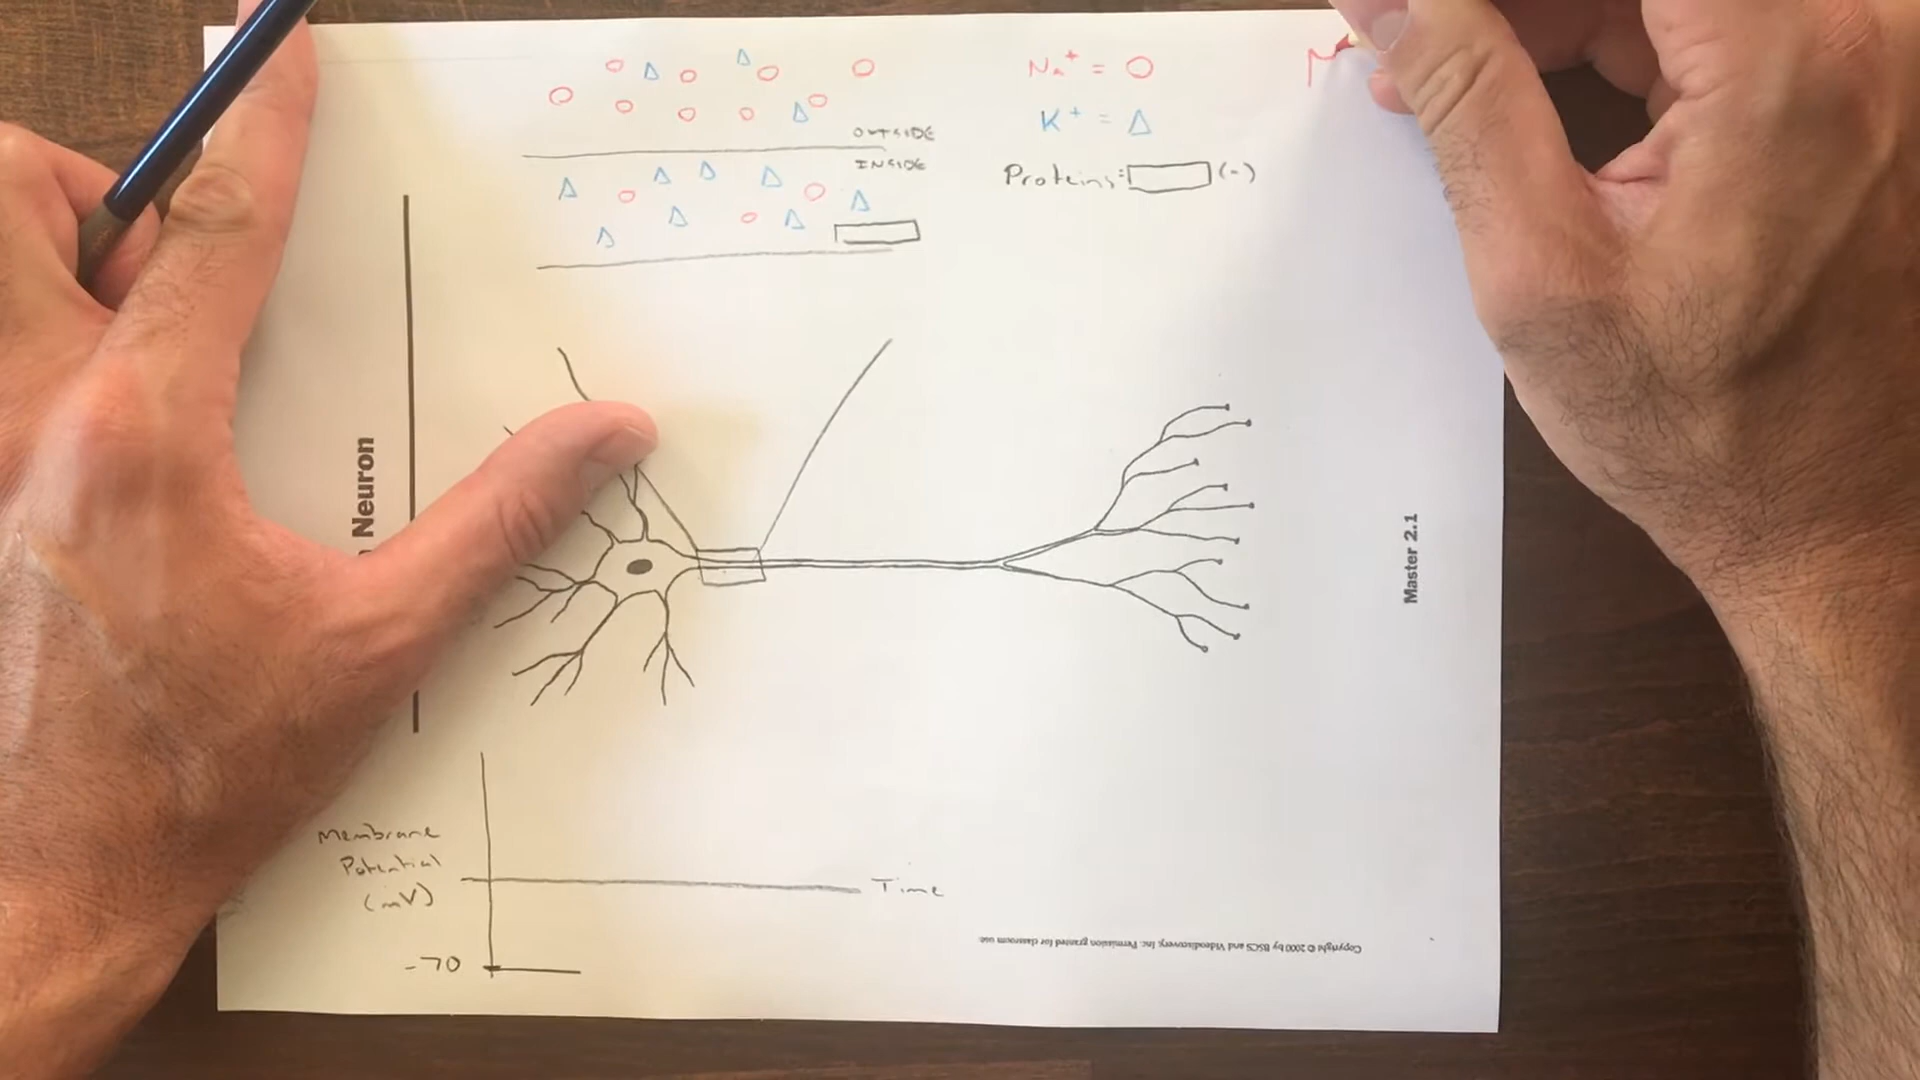 Na+ = O
K+ = Δ
Proteins: (-)
OUTSIDE
INSIDE
Neuron
Master 2.1
Membrane
Potential
(mV)
Time
-70
Copyright © 2000 by BSCS and Videodiscovery, Inc. Permission granted for classroom use.